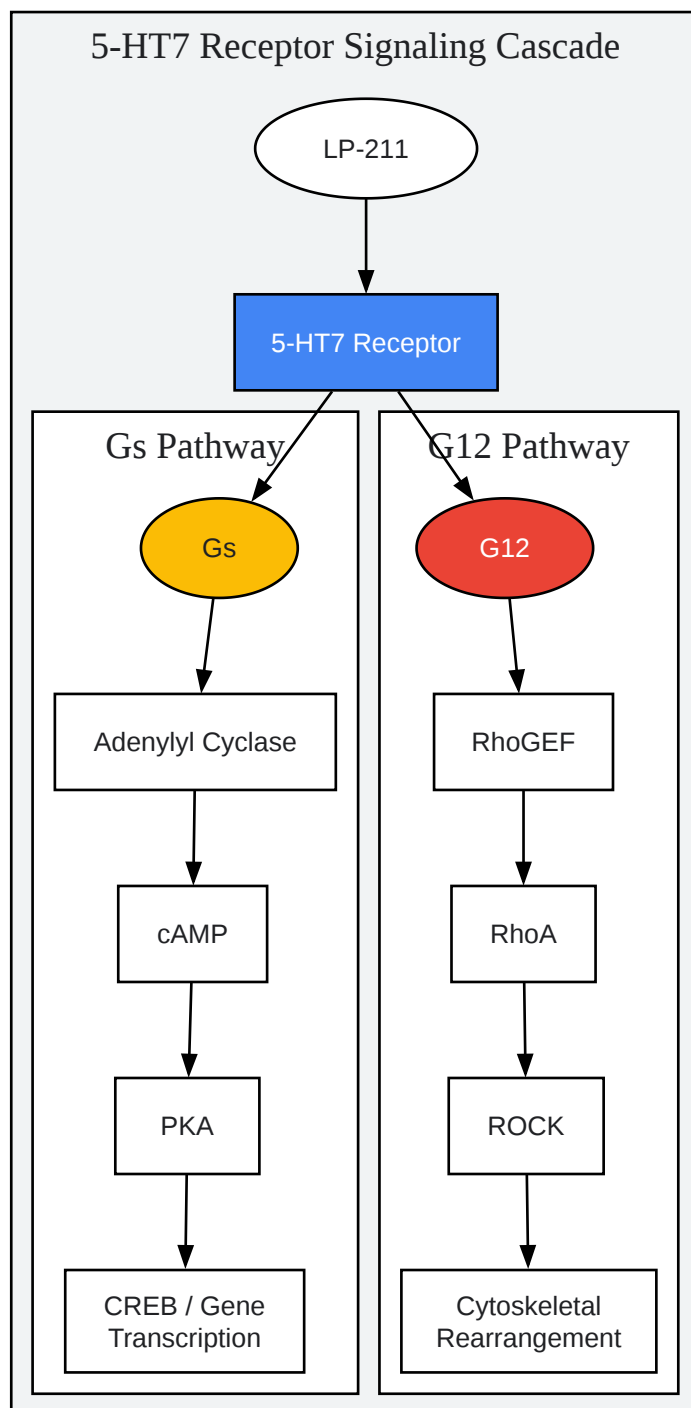 5-HT7 Receptor Signaling Cascade
LP-211
5-HT7 Receptor
Gs Pathway
G12 Pathway
Gs
G12
Adenylyl Cyclase
RhoGEF
cAMP
RhoA
PKA
ROCK
CREB / Gene
Transcription
Cytoskeletal
Rearrangement